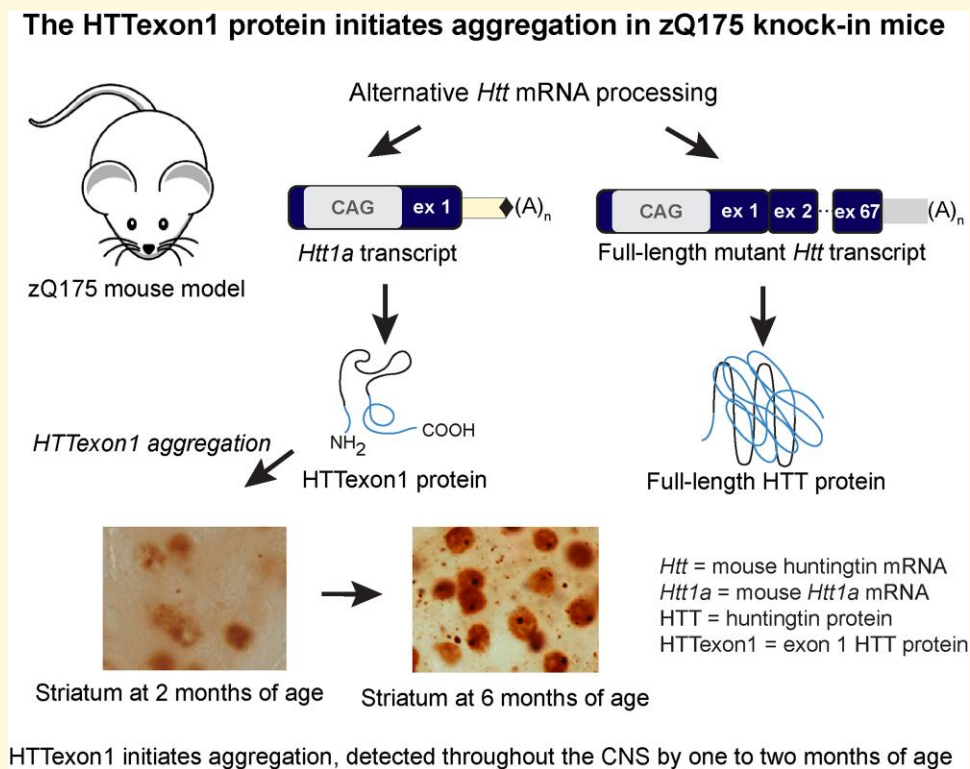 The HTTexon1 protein initiates aggregation in zQ175 knock-in mice
Alternative Htt mRNA processing
CAG ex 1 (A)n
Htt1a transcript
CAG ex 1 ex 2 ·· ex 67 (A)n
Full-length mutant Htt transcript
zQ175 mouse model
NH2 COOH
HTTexon1 protein
Full-length HTT protein
HTTexon1 aggregation
Striatum at 2 months of age
Striatum at 6 months of age
Htt = mouse huntingtin mRNA
Htt1a = mouse Htt1a mRNA
HTT = huntingtin protein
HTTexon1 = exon 1 HTT protein
HTTexon1 initiates aggregation, detected throughout the CNS by one to two months of age